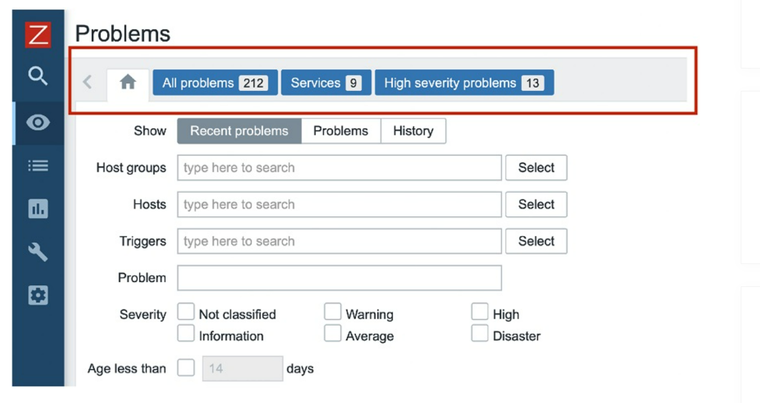 Z
Problems
All problems 212 Services 9 High severity problems 13
Show Recent problems Problems History
Host groups type here to search Select
Hosts type here to search Select
Triggers type here to search Select
Problem
Severity Not classified Warning High
Information Average Disaster
Age less than 14 days